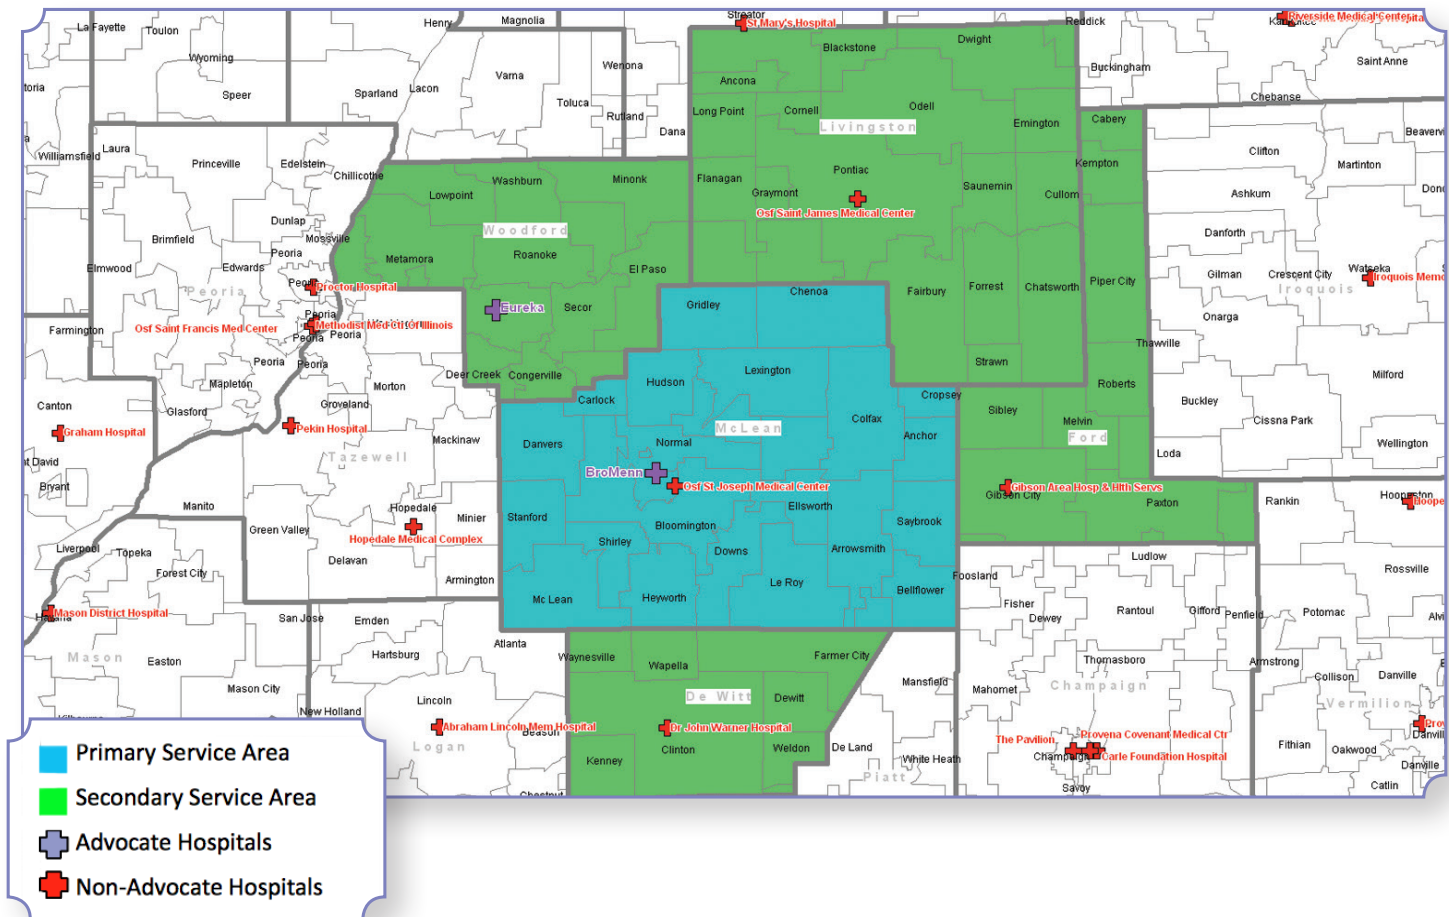 La Fayette
Toulon
Henry
Magnolia
Streator
St Mary's Hospital
Reddick
Riverside Medical Center
Wyoming
Varna
Wenona
Blackstone
Dwight
Buckingham
Saint Anne
Speer
Sparland
Lacon
Toluca
Ancona
Chebanse
Rutland
Long Point
Cornell
Odell
Emington
Cabery
Dana
Livingston
Laura
Williamsfield
Princeville
Edelstein
Clifton
Martinton
Chillicothe
Kempton
Washburn
Minonk
Flanagan
Pontiac
Saunemin
Cullom
Ashkum
Lowpoint
Graymont
Osf Saint James Medical Center
Dunlap
Mossville
Woodford
Danforth
Brimfield
Peoria
Roanoke
Elmwood
Edwards
Metamora
El Paso
Gilman
Crescent City
Watseka
Iroquois Memo
Peoria
Proctor Hospital
Piper City
Iroquois
Gridley
Chenoa
Fairbury
Forrest
Chatsworth
Eureka
Secor
Onarga
Farmington
Osf Saint Francis Med Center
Peoria
Methodist Med Ctr Of Illinois
Peoria
Peoria
Thawville
Peoria
Peoria
Strawn
Mapleton
Morton
Deer Creek
Congerville
Hudson
Lexington
Roberts
Milford
Canton
Glasford
Groveland
Carlock
Cropsey
Sibley
Buckley
Graham Hospital
Pekin Hospital
Mackinaw
Danvers
Normal
McLean
Colfax
Anchor
Melvin
Ford
Cissna Park
Wellington
Tazewell
Loda
t David
BroMenn
Osf St Joseph Medical Center
Bryant
Gibson Area Hosp & Hlth Servs
Gibson City
Paxton
Rankin
Hoopeston
Manito
Hopedale
Minier
Stanford
Ellsworth
Saybrook
Green Valley
Hopedale Medical Complex
Bloomington
Liverpool
Topeka
Shirley
Downs
Arrowsmith
Ludlow
Delavan
Forest City
Armington
Le Roy
Foosland
Rossville
Mason District Hospital
Mc Lean
Heyworth
Bellflower
Fisher
Dewey
Rantoul
Gifford
Penfield
Potomac
Alvi
San Jose
Emden
Atlanta
Mason
Easton
Hartsburg
Waynesville
Wapella
Farmer City
Thomasboro
Armstrong
Collison
Danville
Mason City
Lincoln
De Witt
Dewitt
Mansfield
Mahomet
Champaign
Vermilion
New Holland
Abraham Lincoln Mem Hospital
Beason
Dr John Warner Hospital
The Pavilion
Provena Covenant Medical Ctr
Logan
Clinton
Weldon
De Land
Champaign
Carle Foundation Hospital
Fithian
Oakwood
Kenney
White Heath
Danville
Piatt
Savoy
Catlin
Primary Service Area
Secondary Service Area
Advocate Hospitals
Non-Advocate Hospitals